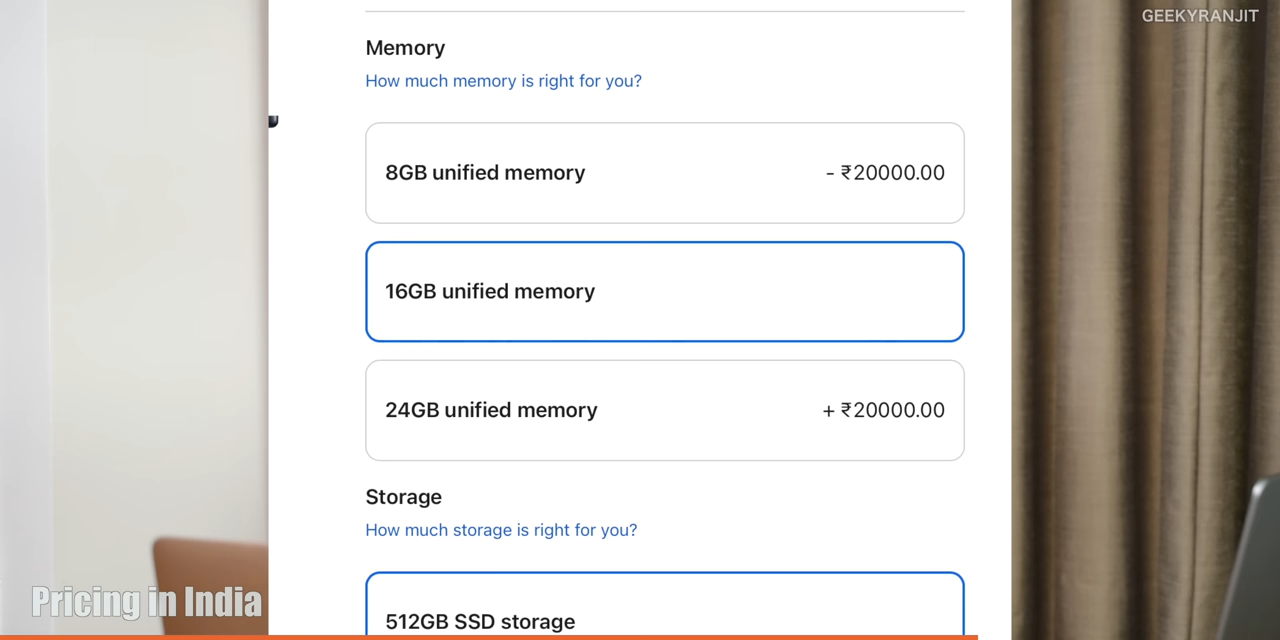 GEEKYRANJIT
Memory
How much memory is right for you?
8GB unified memory - ₹20000.00
16GB unified memory
24GB unified memory + ₹20000.00
Storage
How much storage is right for you?
512GB SSD storage
Pricing in India